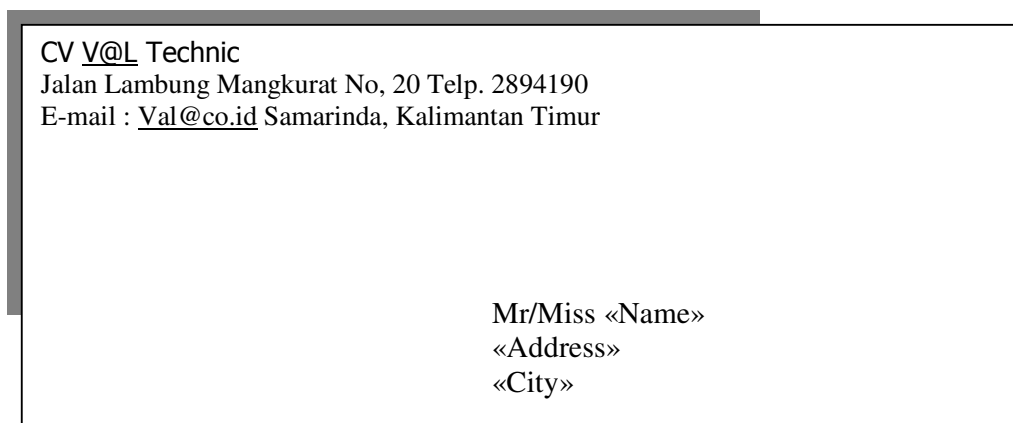 CV V@L Technic
Jalan Lambung Mangkurat No, 20 Telp. 2894190
E-mail : Val@co.id Samarinda, Kalimantan Timur
Mr/Miss «Name»
«Address»
«City»